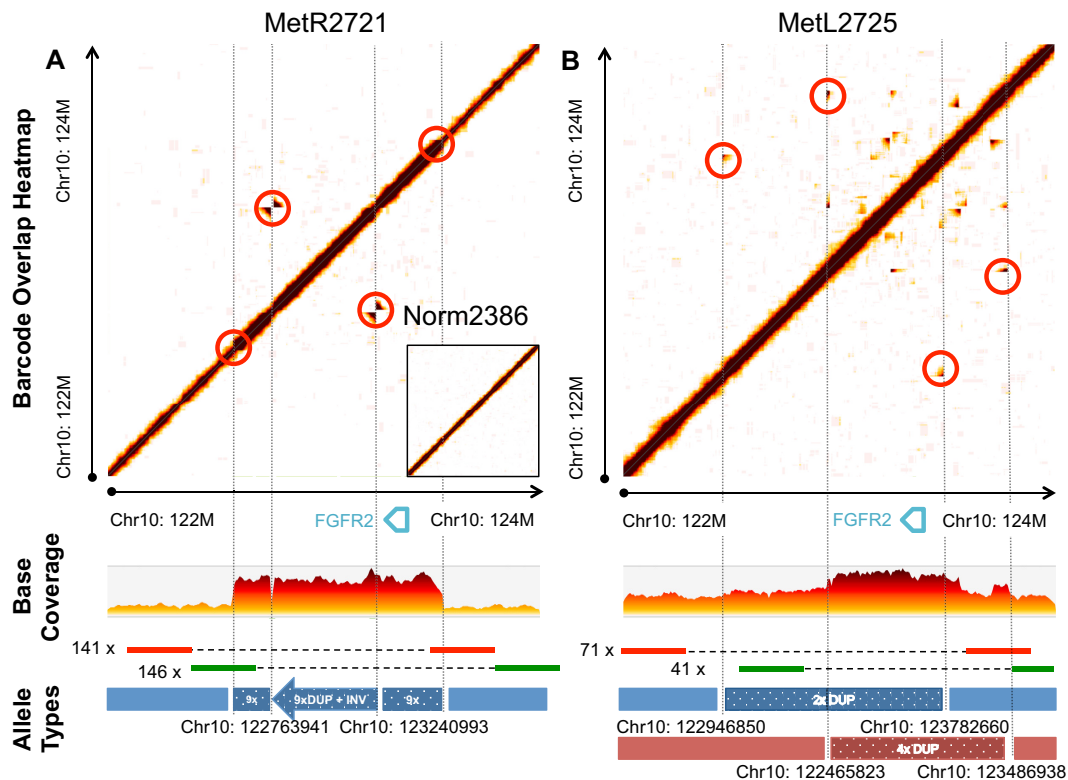 MetR2721
MetL2725
A
B
Barcode Overlap Heatmap
Chr10: 124M
Chr10: 122M
Chr10: 124M
Chr10: 122M
Norm2386
Chr10: 122M
FGFR2
Chr10: 124M
Chr10: 122M
FGFR2
Chr10: 124M
Base
Coverage
141 x
146 x
71 x
41 x
Allele
Types
9x
9xDUP + INV
9x
2x DUP
Chr10: 122763941
Chr10: 123240993
Chr10: 122946850
Chr10: 123782660
4x DUP
Chr10: 122465823
Chr10: 123486938